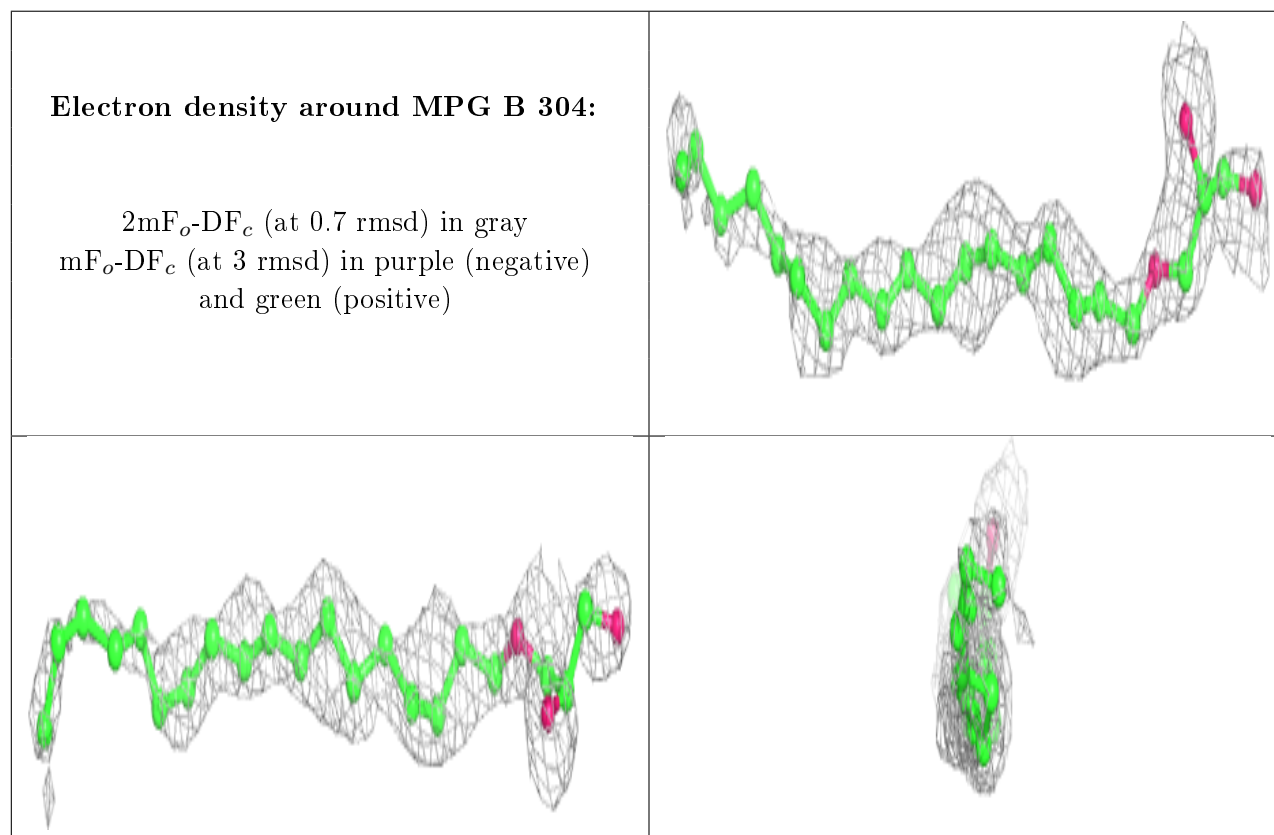 Electron density around MPG B 304:
2mFo-DFc (at 0.7 rmsd) in gray
mFo-DFc (at 3 rmsd) in purple (negative)
and green (positive)